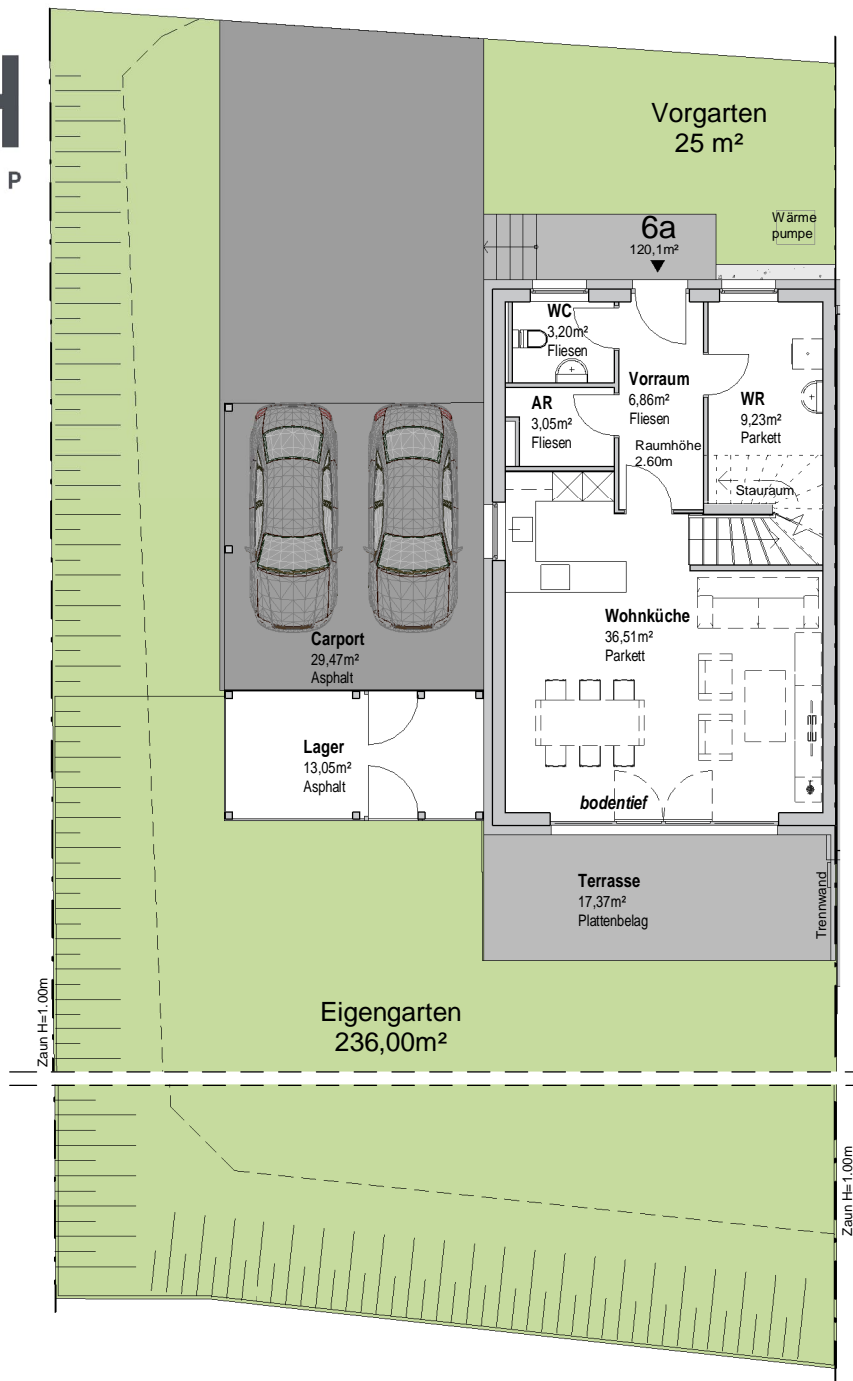 H
P
Vorgarten
25 m²
Wärme
pumpe
6a
120,1m²
WC
3,20m²
Fliesen
Vorraum
6,86m²
Fliesen
AR
3,05m²
Fliesen
WR
9,23m²
Parkett
Raumhöhe
2.60m
Stauraum
Wohnküche
36,51m²
Parkett
Carport
29,47m²
Asphalt
Lager
13,05m²
Asphalt
bodentief
Terrasse
17,37m²
Plattenbelag
Trennwand
Eigengarten
236,00m²
Zaun H=1.00m
Zaun H=1.00m